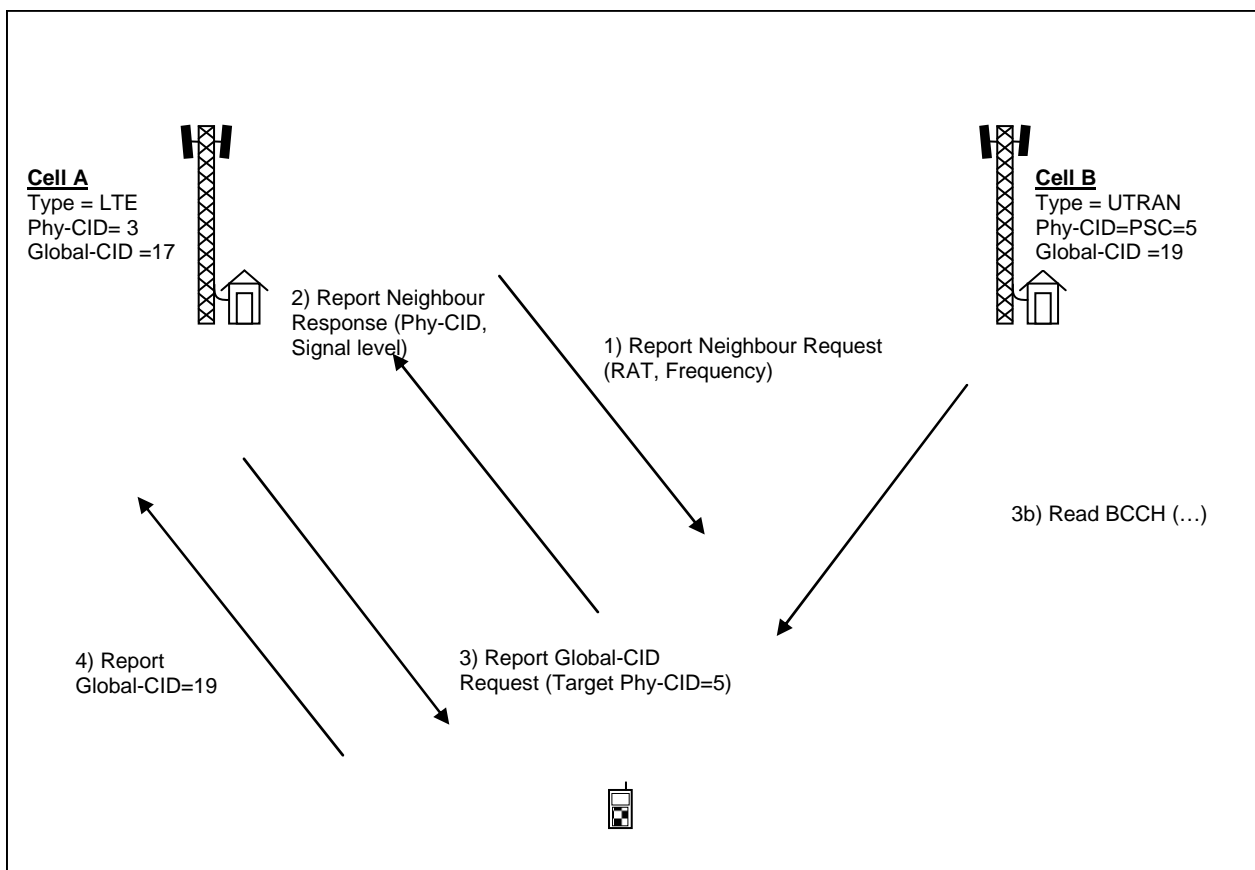 Cell A
Type = LTE
Phy-CID= 3
Global-CID =17
Cell B
Type = UTRAN
Phy-CID=PSC=5
Global-CID =19
2) Report Neighbour
Response (Phy-CID,
Signal level)
1) Report Neighbour Request
(RAT, Frequency)
3b) Read BCCH (…)
4) Report
Global-CID=19
3) Report Global-CID
Request (Target Phy-CID=5)